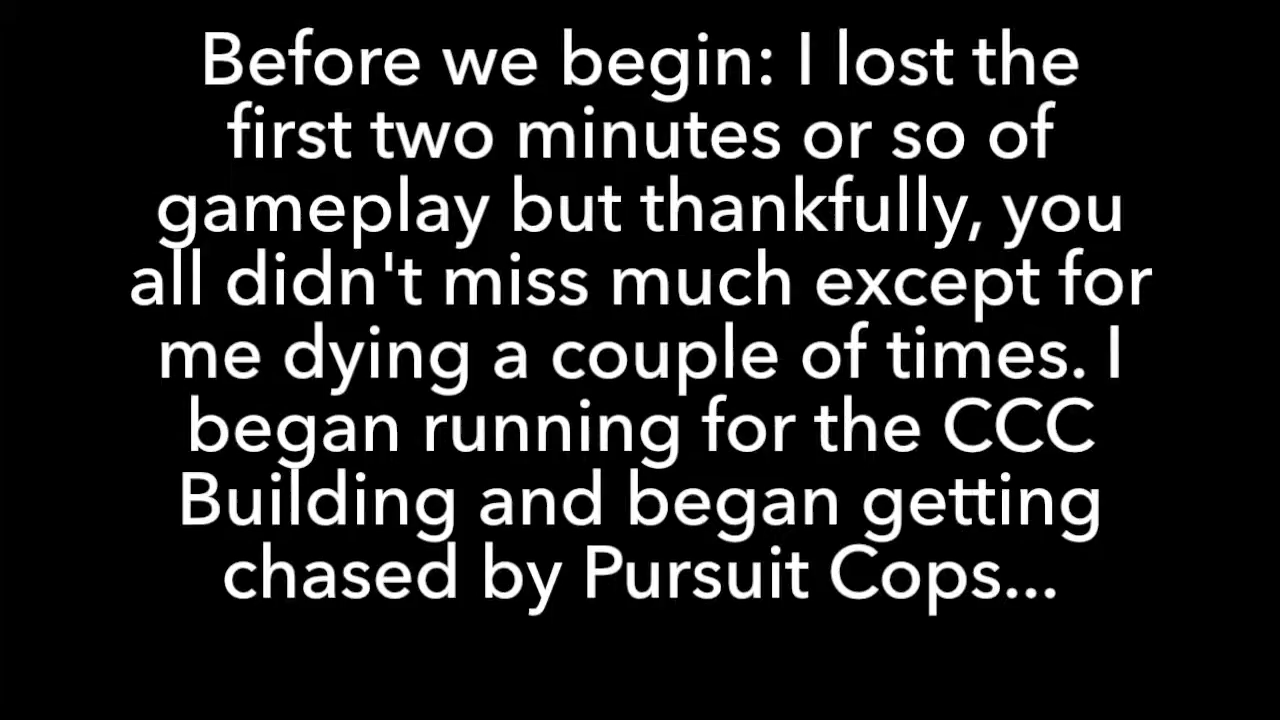 Before we begin: I lost the
first two minutes or so of
gameplay but thankfully, you
all didn't miss much except for
me dying a couple of times. I
began running for the CCC
Building and began getting
chased by Pursuit Cops...